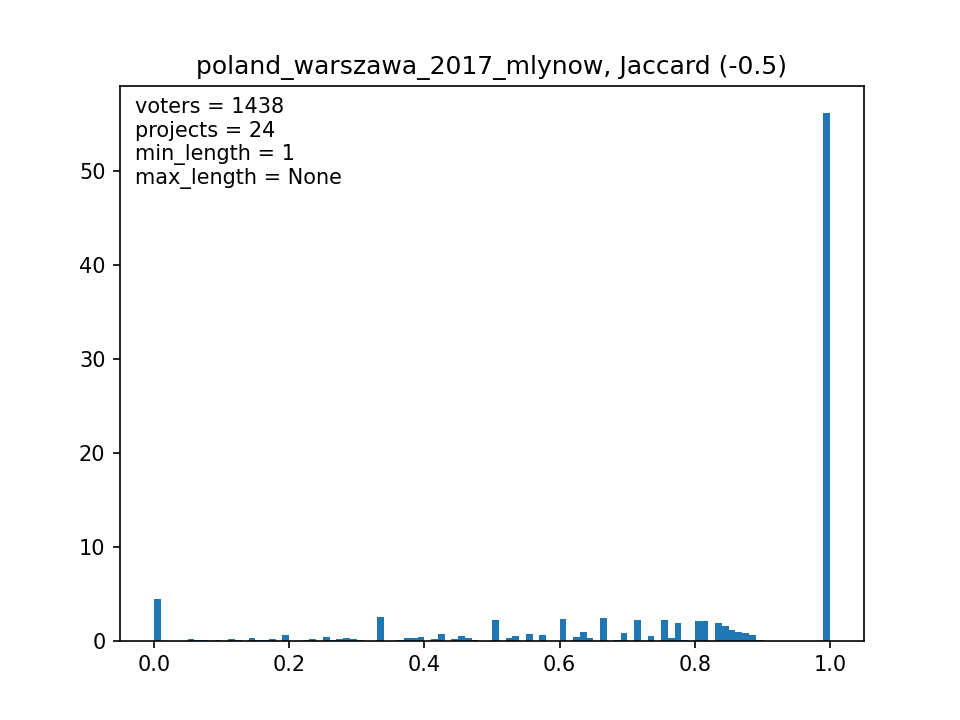 poland_warszawa_2017_mlynow, Jaccard (-0.5)
voters = 1438
projects = 24
min_length = 1
max_length = None
50
40
30
20
10
0
0.0 0.2 0.4 0.6 0.8 1.0